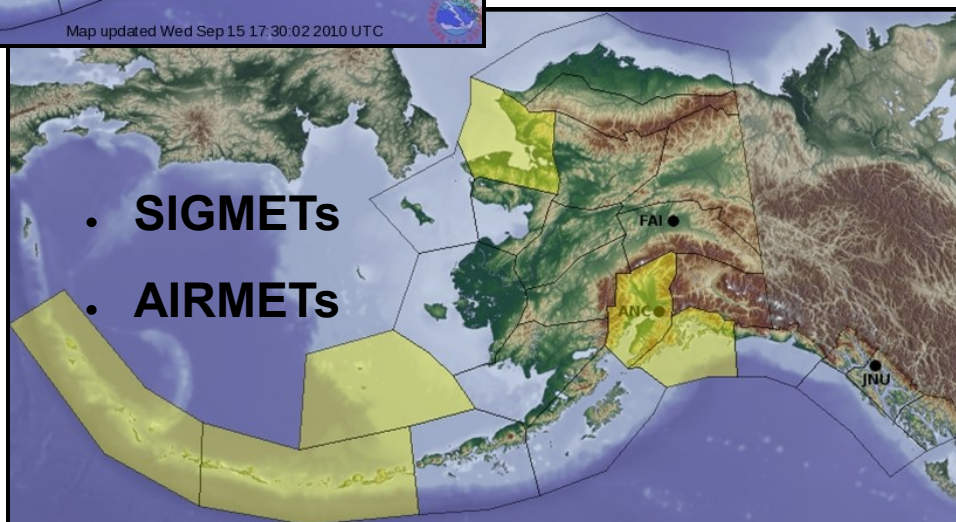 Map updated Wed Sep 15 17:30:02 2010 UTC
• SIGMETs
FAI
• AIRMETs
ANC
JNU